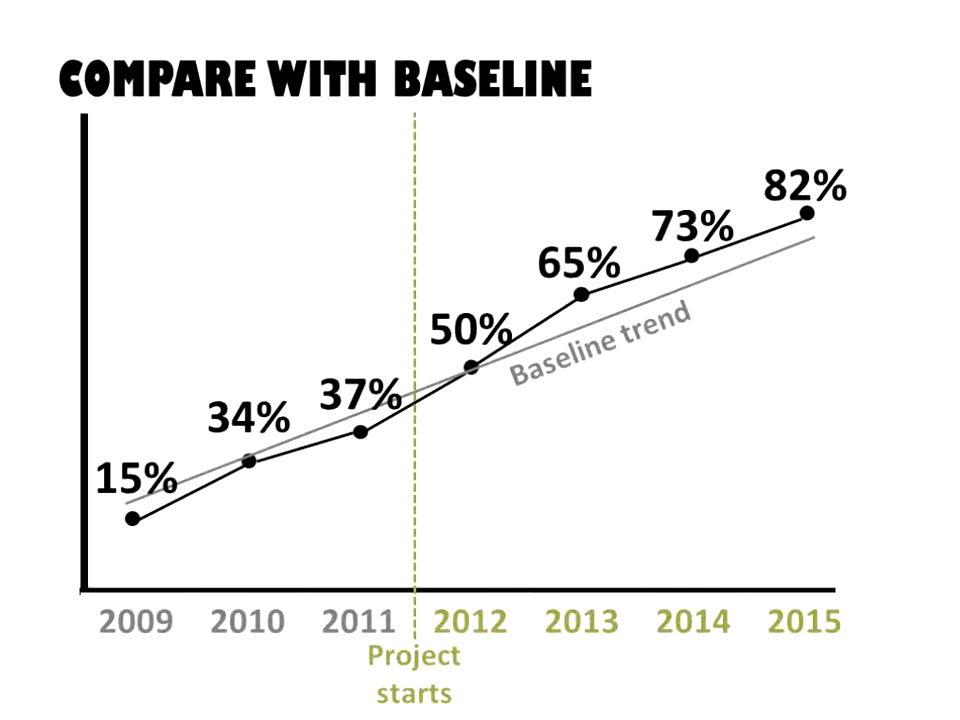 COMPARE WITH BASELINE
82%
73%
65%
50%
Baseline trend
37%
34%
15%
2009 2010 2011 2012 2013 2014 2015
Project
starts